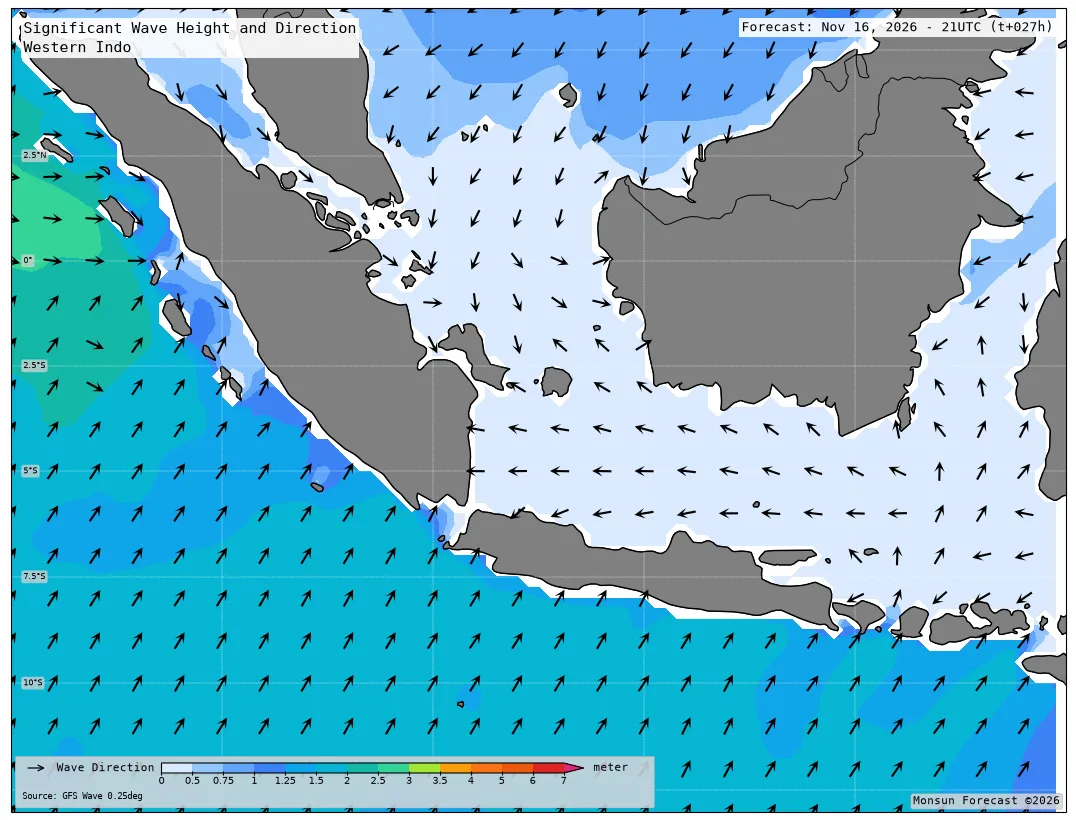 Significant Wave Height and Direction
Western Indo
Forecast: Nov 16, 2026 - 21UTC (t+027h)
2.5°N
0°
2.5°S
5°S
7.5°S
10°S
Wave Direction
0 0.5 0.75 1 1.25 1.5 2 2.5 3 3.5 4 5 6 7
meter
Source: GFS Wave 0.25deg
Monsun Forecast ©2026